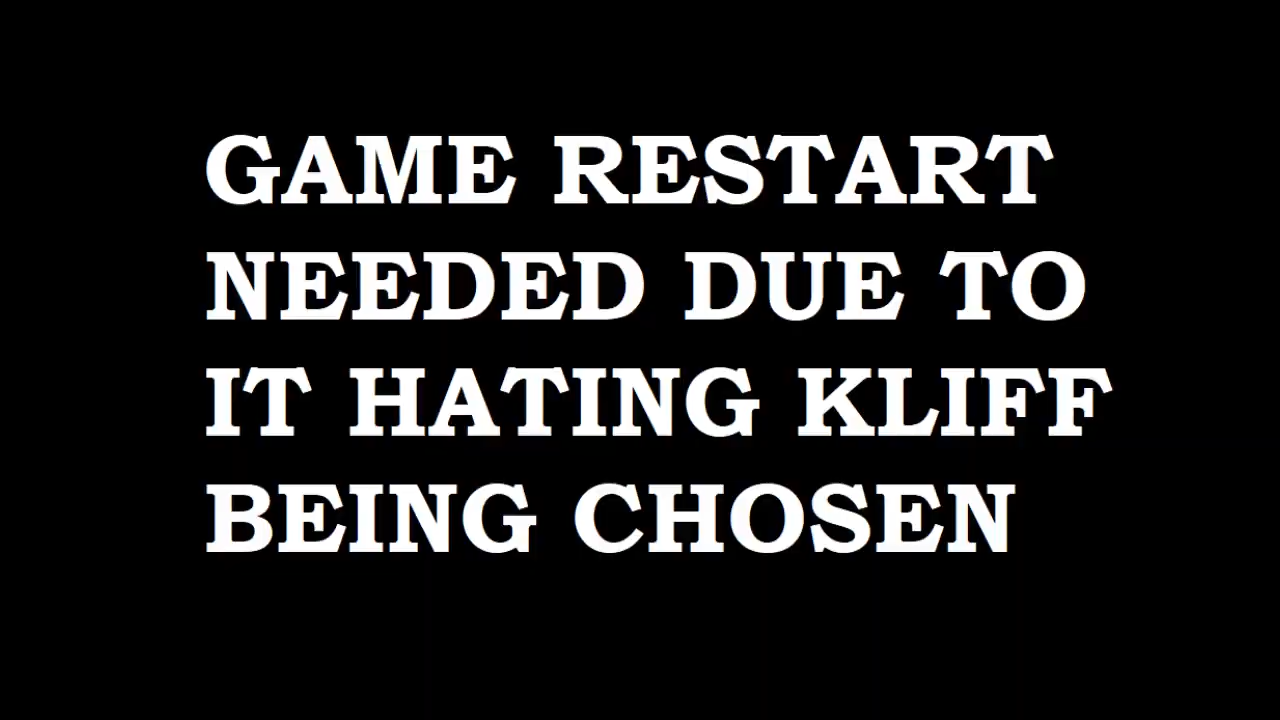 GAME RESTART
NEEDED DUE TO
IT HATING KLIFF
BEING CHOSEN